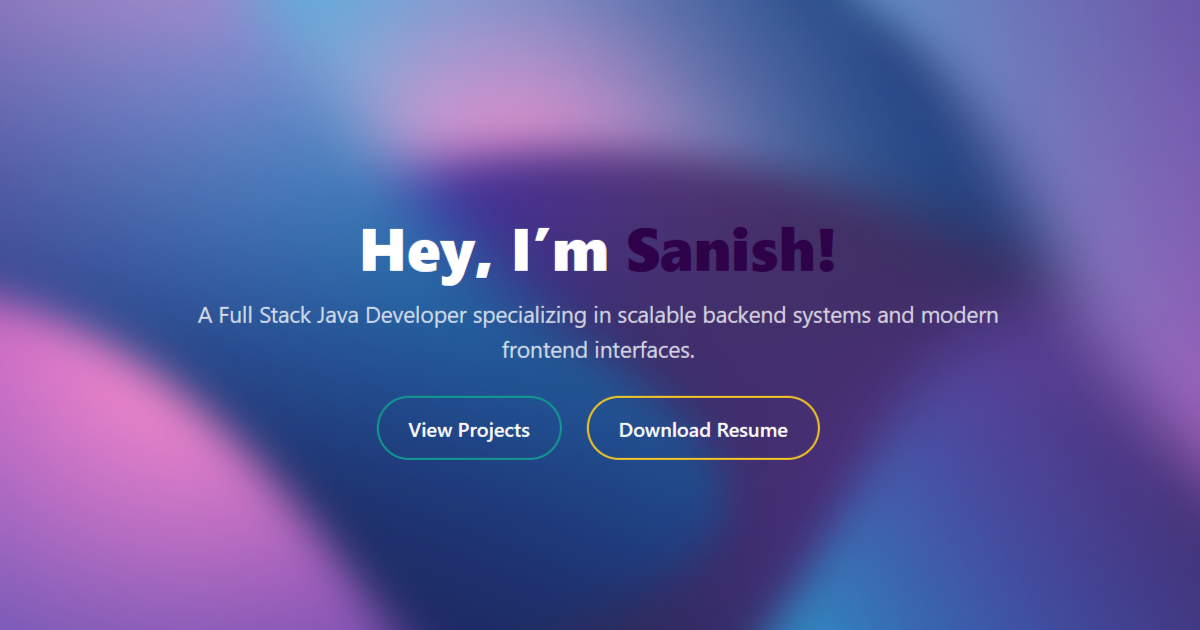 Hey, I’m Sanish!
A Full Stack Java Developer specializing in scalable backend systems and modern
frontend interfaces.
View Projects
Download Resume